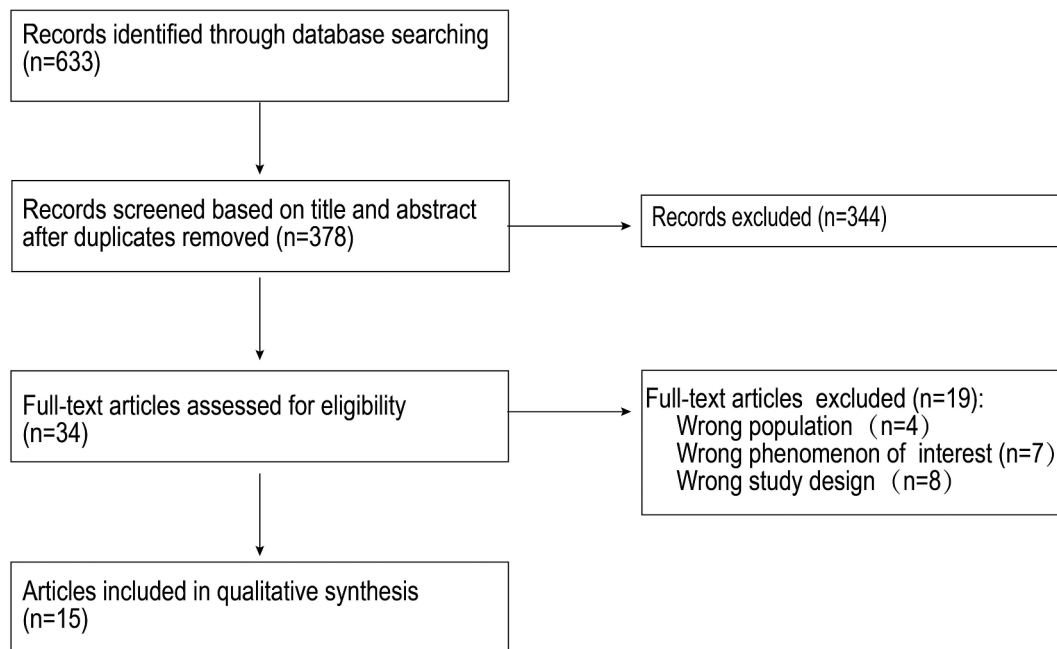 Records identified through database searching
(n=633)
Records screened based on title and abstract
after duplicates removed (n=378)
Records excluded (n=344)
Full-text articles assessed for eligibility
(n=34)
Full-text articles excluded (n=19):
Wrong population （n=4）
Wrong phenomenon of interest (n=7）
Wrong study design （n=8）
Articles included in qualitative synthesis
(n=15)